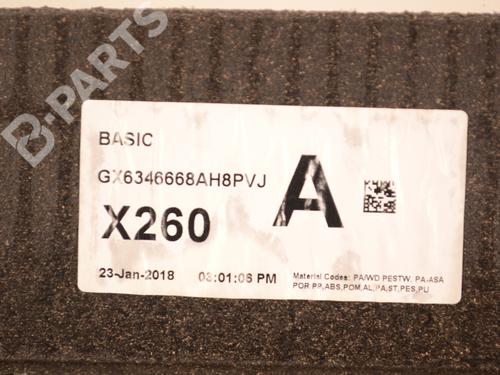 B-PARTS
BASIC
GX6346668AH8PVJ
A
X260
23-Jan-2018 03:01:06 PM
Material Codes: PA/WD PESTW, PA-ASA
POR PP,ABS,POM,AL,PA,ST,PES,PU